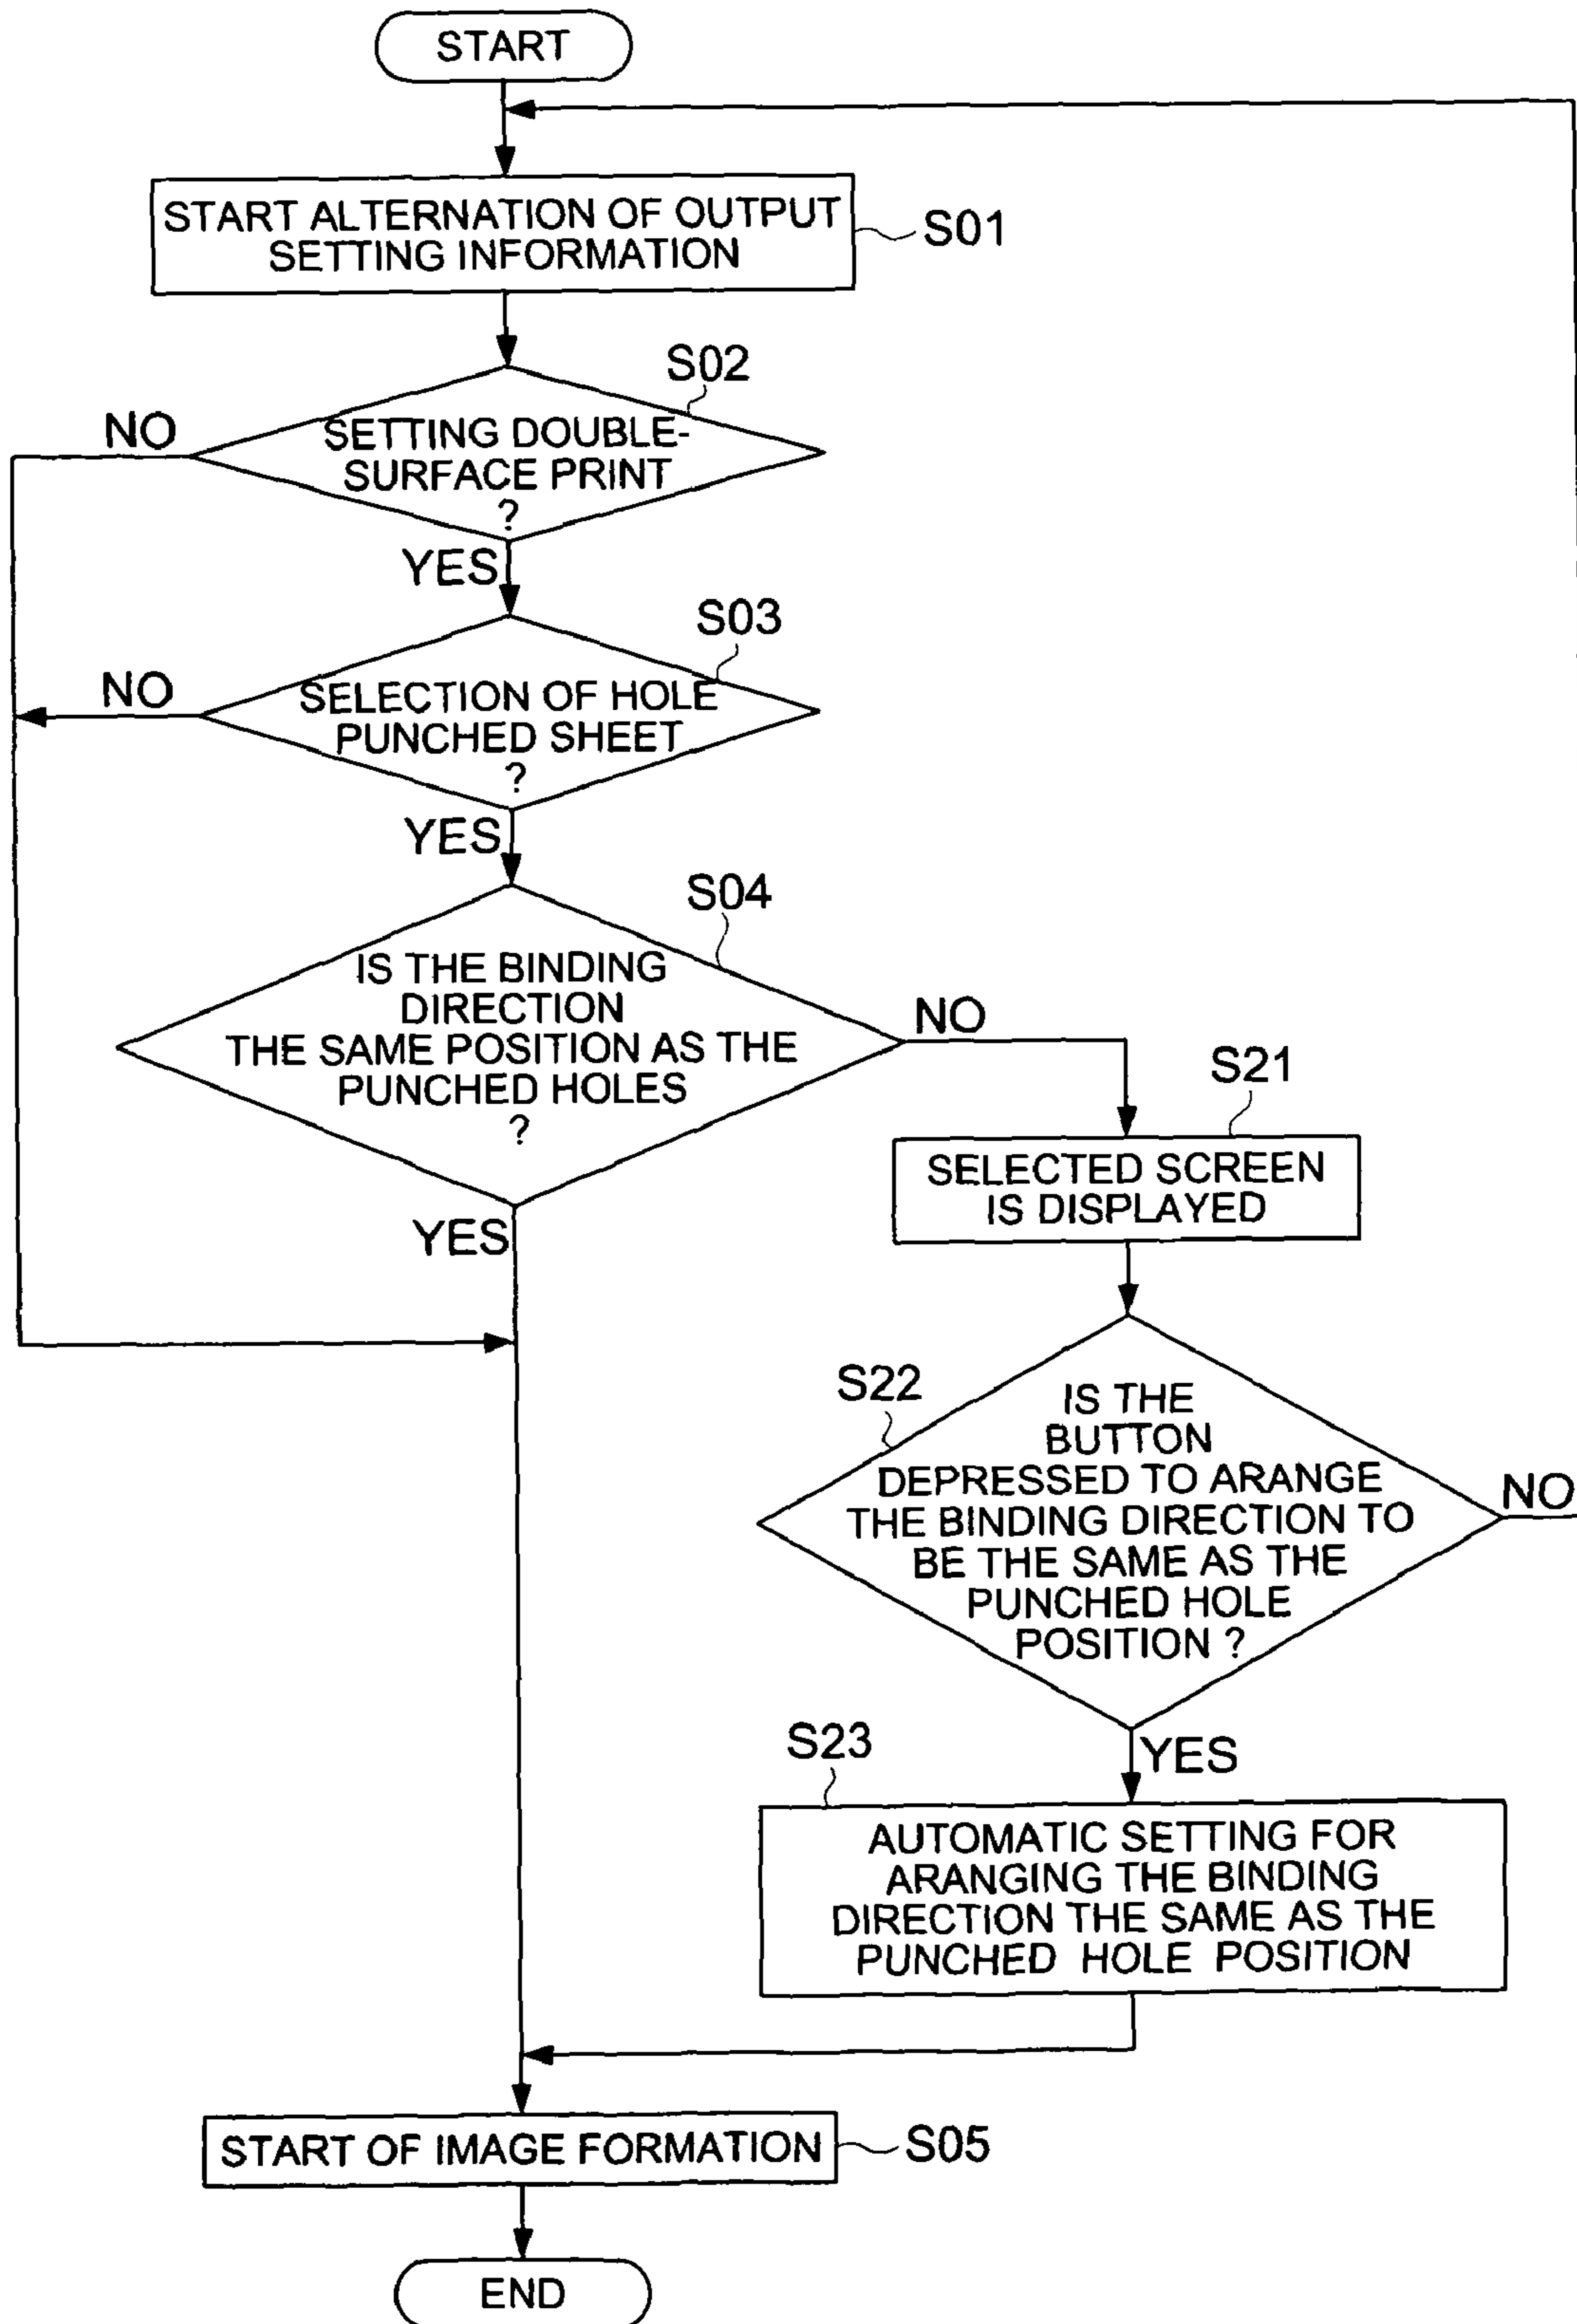 START
START ALTERNATION OF OUTPUT
SETTING INFORMATION
S01
S02
NO
SETTING DOUBLE-
SURFACE PRINT
?
YES
S03
NO
SELECTION OF HOLE
PUNCHED SHEET
?
YES
S04
IS THE BINDING
DIRECTION
THE SAME POSITION AS THE
PUNCHED HOLES
?
NO
YES
S21
SELECTED SCREEN
IS DISPLAYED
S22
IS THE
BUTTON
DEPRESSED TO ARANGE
THE BINDING DIRECTION TO
BE THE SAME AS THE
PUNCHED HOLE
POSITION ?
NO
YES
S23
AUTOMATIC SETTING FOR
ARANGING THE BINDING
DIRECTION THE SAME AS THE
PUNCHED HOLE POSITION
START OF IMAGE FORMATION
S05
END